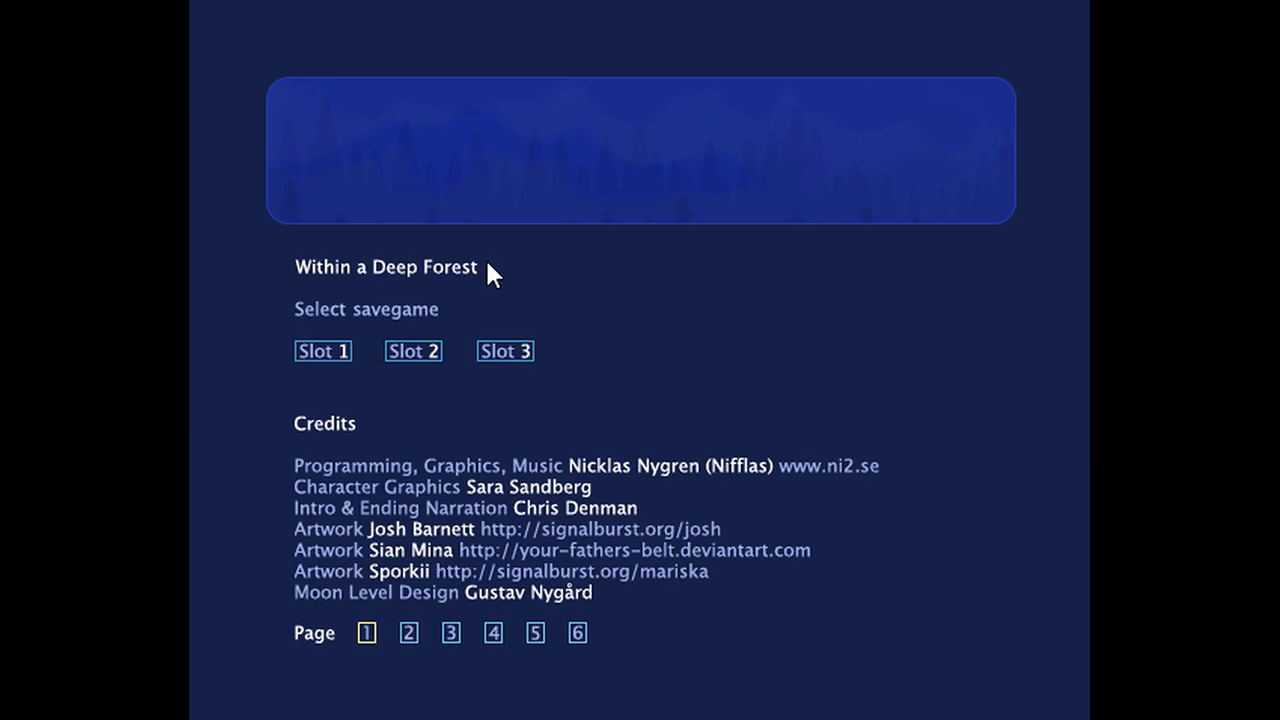 Within a Deep Forest
Select savegame
Slot 1 Slot 2 Slot 3
Credits
Programming, Graphics, Music Nicklas Nygren (Nifflas) www.ni2.se
Character Graphics Sara Sandberg
Intro & Ending Narration Chris Denman
Artwork Josh Barnett http://signalburst.org/josh
Artwork Sian Mina http://your-fathers-belt.deviantart.com
Artwork Sporkii http://signalburst.org/mariska
Moon Level Design Gustav Nygård
Page 1 2 3 4 5 6